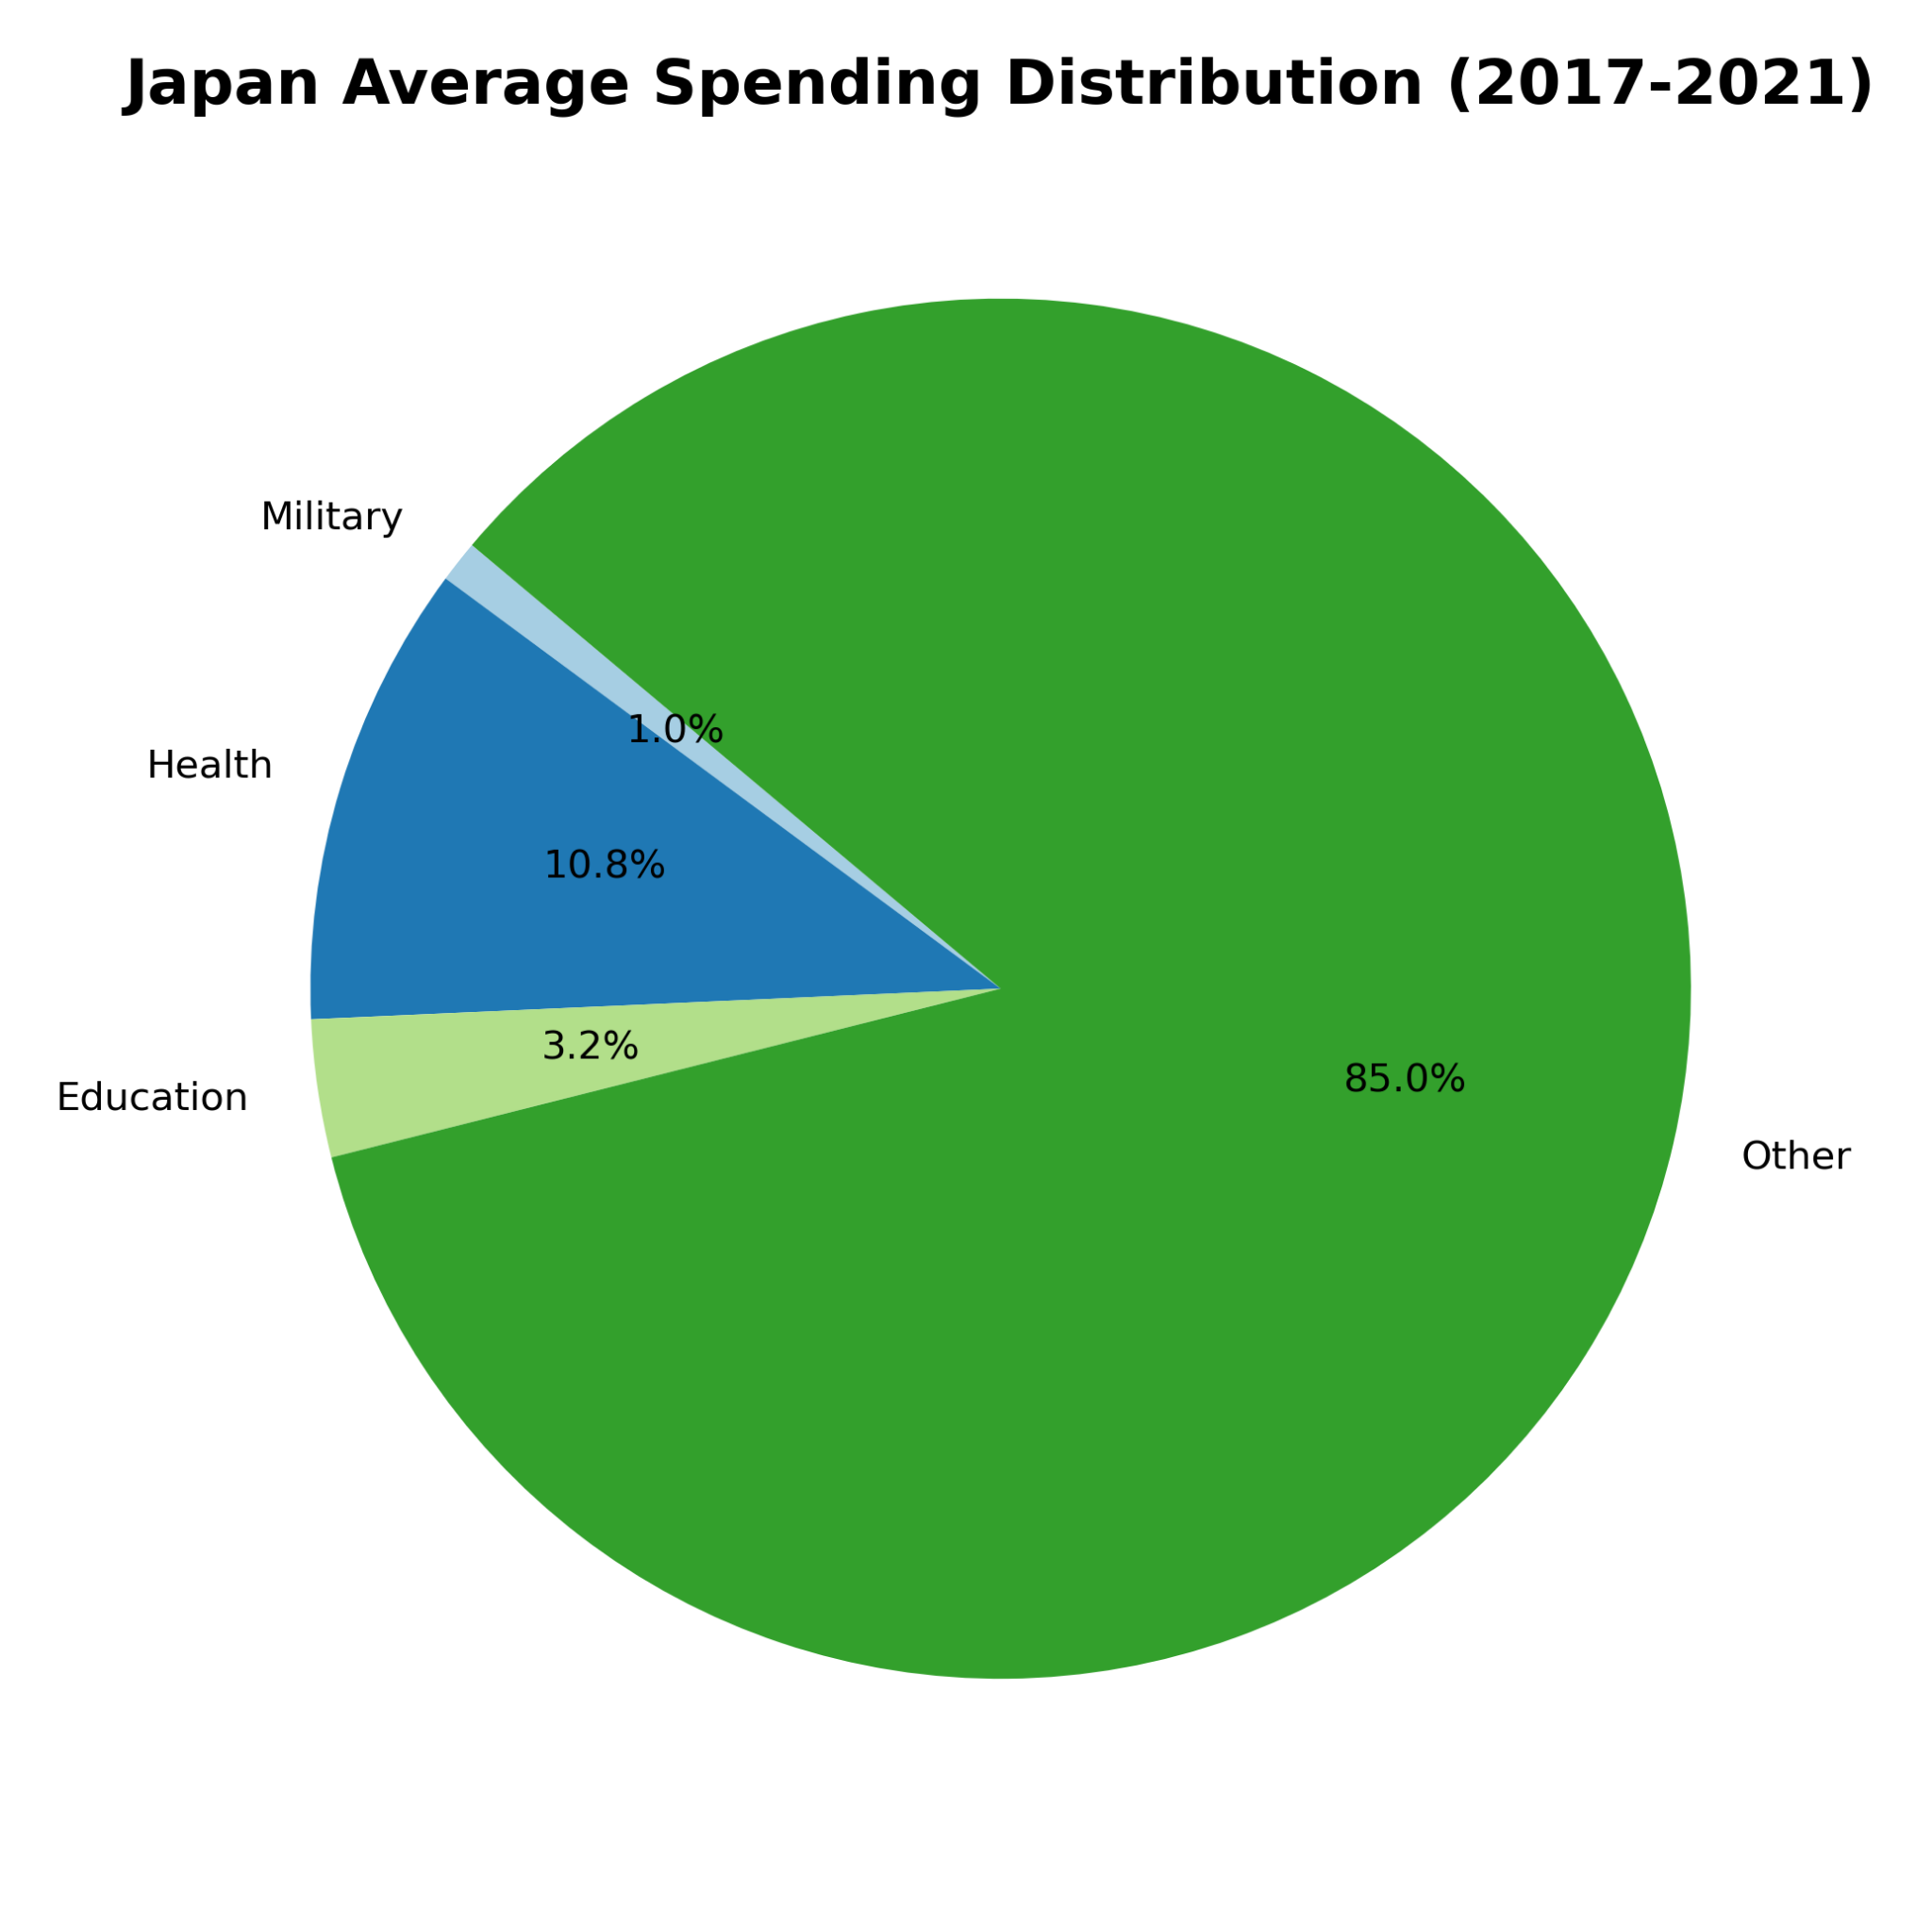 Japan Average Spending Distribution (2017-2021)
Military
1.0%
Health
10.8%
3.2%
Education
85.0%
Other